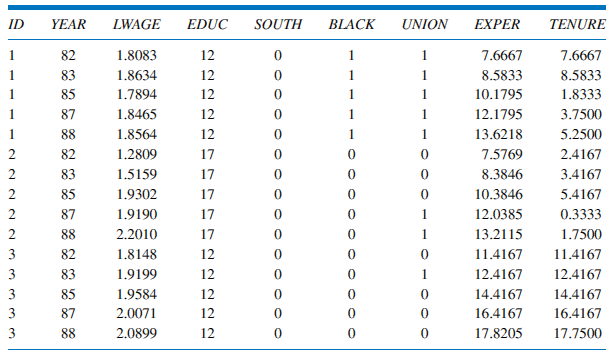 ID YEAR LWAGE EDUC SOUTH BLACK UNION EXPER TENURE
1 82 1.8083 12 0 1 1 7.6667 7.6667
1 83 1.8634 12 0 1 1 8.5833 8.5833
1 85 1.7894 12 0 1 1 10.1795 1.8333
1 87 1.8465 12 0 1 1 12.1795 3.7500
1 88 1.8564 12 0 1 1 13.6218 5.2500
2 82 1.2809 17 0 0 0 7.5769 2.4167
2 83 1.5159 17 0 0 0 8.3846 3.4167
2 85 1.9302 17 0 0 0 10.3846 5.4167
2 87 1.9190 17 0 0 1 12.0385 0.3333
2 88 2.2010 17 0 0 1 13.2115 1.7500
3 82 1.8148 12 0 0 0 11.4167 11.4167
3 83 1.9199 12 0 0 1 12.4167 12.4167
3 85 1.9584 12 0 0 0 14.4167 14.4167
3 87 2.0071 12 0 0 0 16.4167 16.4167
3 88 2.0899 12 0 0 0 17.8205 17.7500